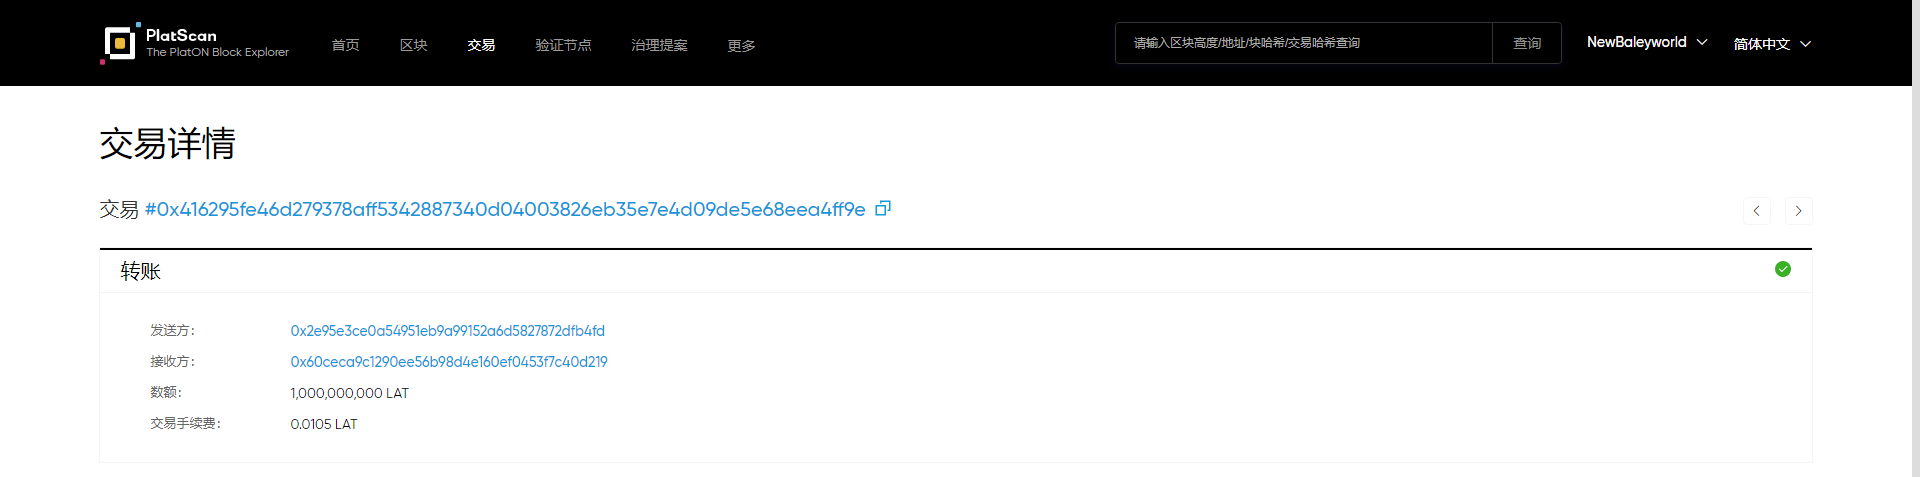 PlatScan
The PlatON Block Explorer
首页 区块 交易 验证节点 治理提案 更多
请输入区块高度/地址/块哈希/交易哈希查询 查询
NewBaleyworld 简体中文
交易详情
交易 #0x416295fe46d279378aff5342887340d04003826eb35e7e4d09de5e68eea4ff9e
转账
发送方: 0x2e95e3ce0a54951eb9a99152a6d5827872dfb4fd
接收方: 0x60ceca9c1290ee56b98d4e160ef0453f7c40d219
数额: 1,000,000,000 LAT
交易手续费: 0.0105 LAT